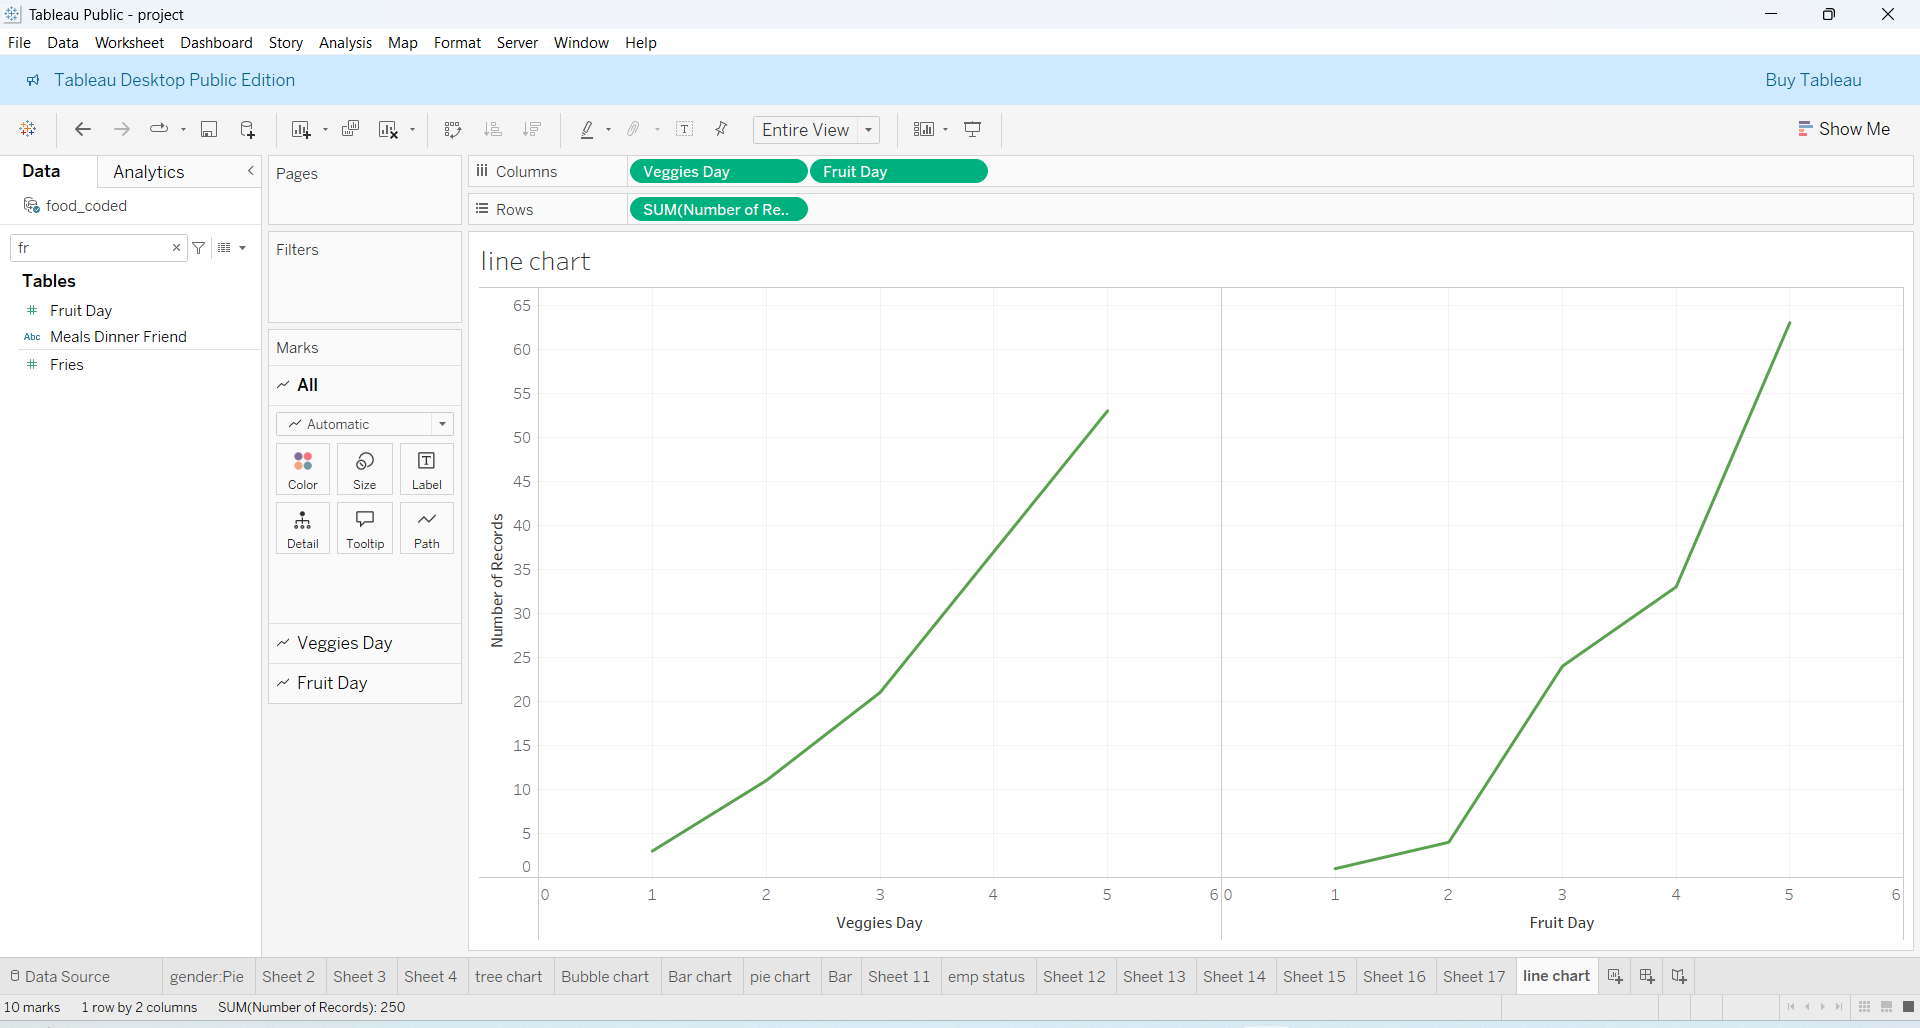 Tableau Public - project
File Data Worksheet Dashboard Story Analysis Map Format Server Window Help
Tableau Desktop Public Edition
Buy Tableau
Entire View
Show Me
Data
Analytics
food_coded
fr
Tables
Fruit Day
Abc Meals Dinner Friend
Fries
Pages
Filters
Marks
All
Automatic
Color Size Label
Detail Tooltip Path
Veggies Day
Fruit Day
Columns Veggies Day Fruit Day
Rows SUM(Number of Re..
line chart
65
60
55
50
45
40
35
30
25
20
15
10
5
0
Number of Records
0 1 2 3 4 5 6 0 1 2 3 4 5 6
Veggies Day Fruit Day
Data Source gender:Pie Sheet 2 Sheet 3 Sheet 4 tree chart Bubble chart Bar chart pie chart Bar Sheet 11 emp status Sheet 12 Sheet 13 Sheet 14 Sheet 15 Sheet 16 Sheet 17 line chart
10 marks 1 row by 2 columns SUM(Number of Records): 250